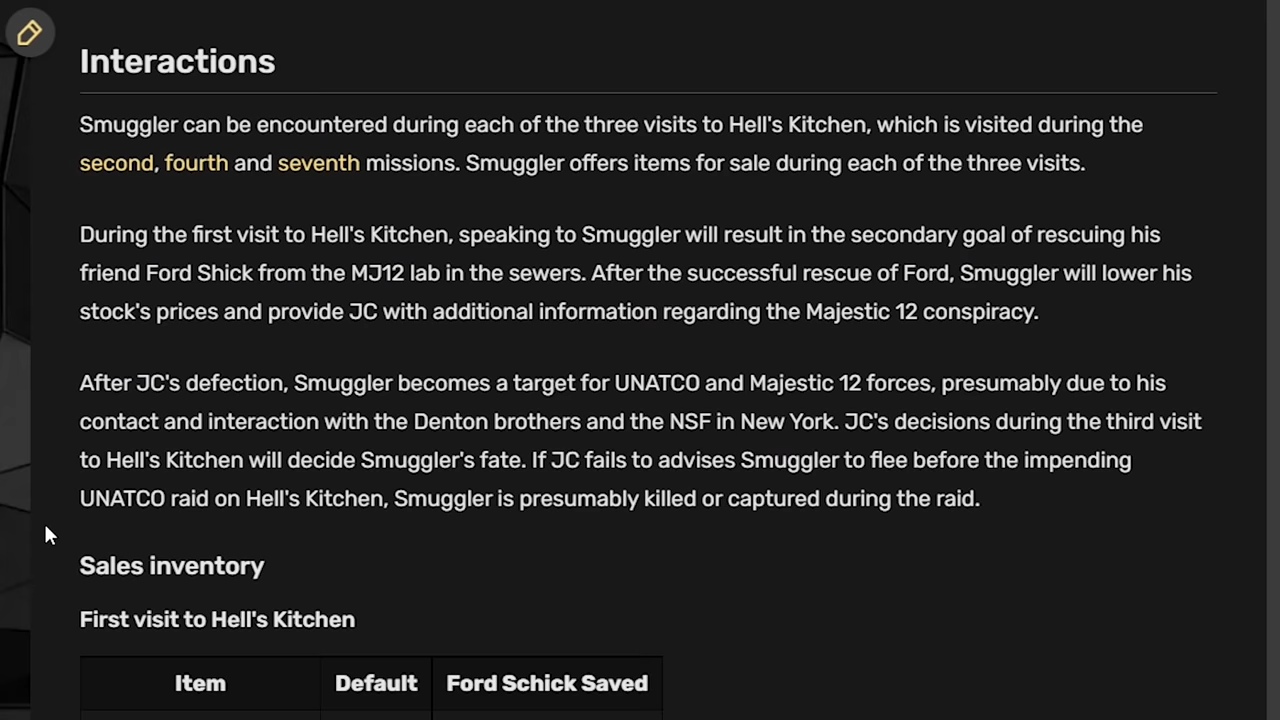 Interactions
Smuggler can be encountered during each of the three visits to Hell's Kitchen, which is visited during the
second, fourth and seventh missions. Smuggler offers items for sale during each of the three visits.
During the first visit to Hell's Kitchen, speaking to Smuggler will result in the secondary goal of rescuing his
friend Ford Shick from the MJ12 lab in the sewers. After the successful rescue of Ford, Smuggler will lower his
stock's prices and provide JC with additional information regarding the Majestic 12 conspiracy.
After JC's defection, Smuggler becomes a target for UNATCO and Majestic 12 forces, presumably due to his
contact and interaction with the Denton brothers and the NSF in New York. JC's decisions during the third visit
to Hell's Kitchen will decide Smuggler's fate. If JC fails to advises Smuggler to flee before the impending
UNATCO raid on Hell's Kitchen, Smuggler is presumably killed or captured during the raid.
Sales inventory
First visit to Hell's Kitchen
Item Default Ford Schick Saved